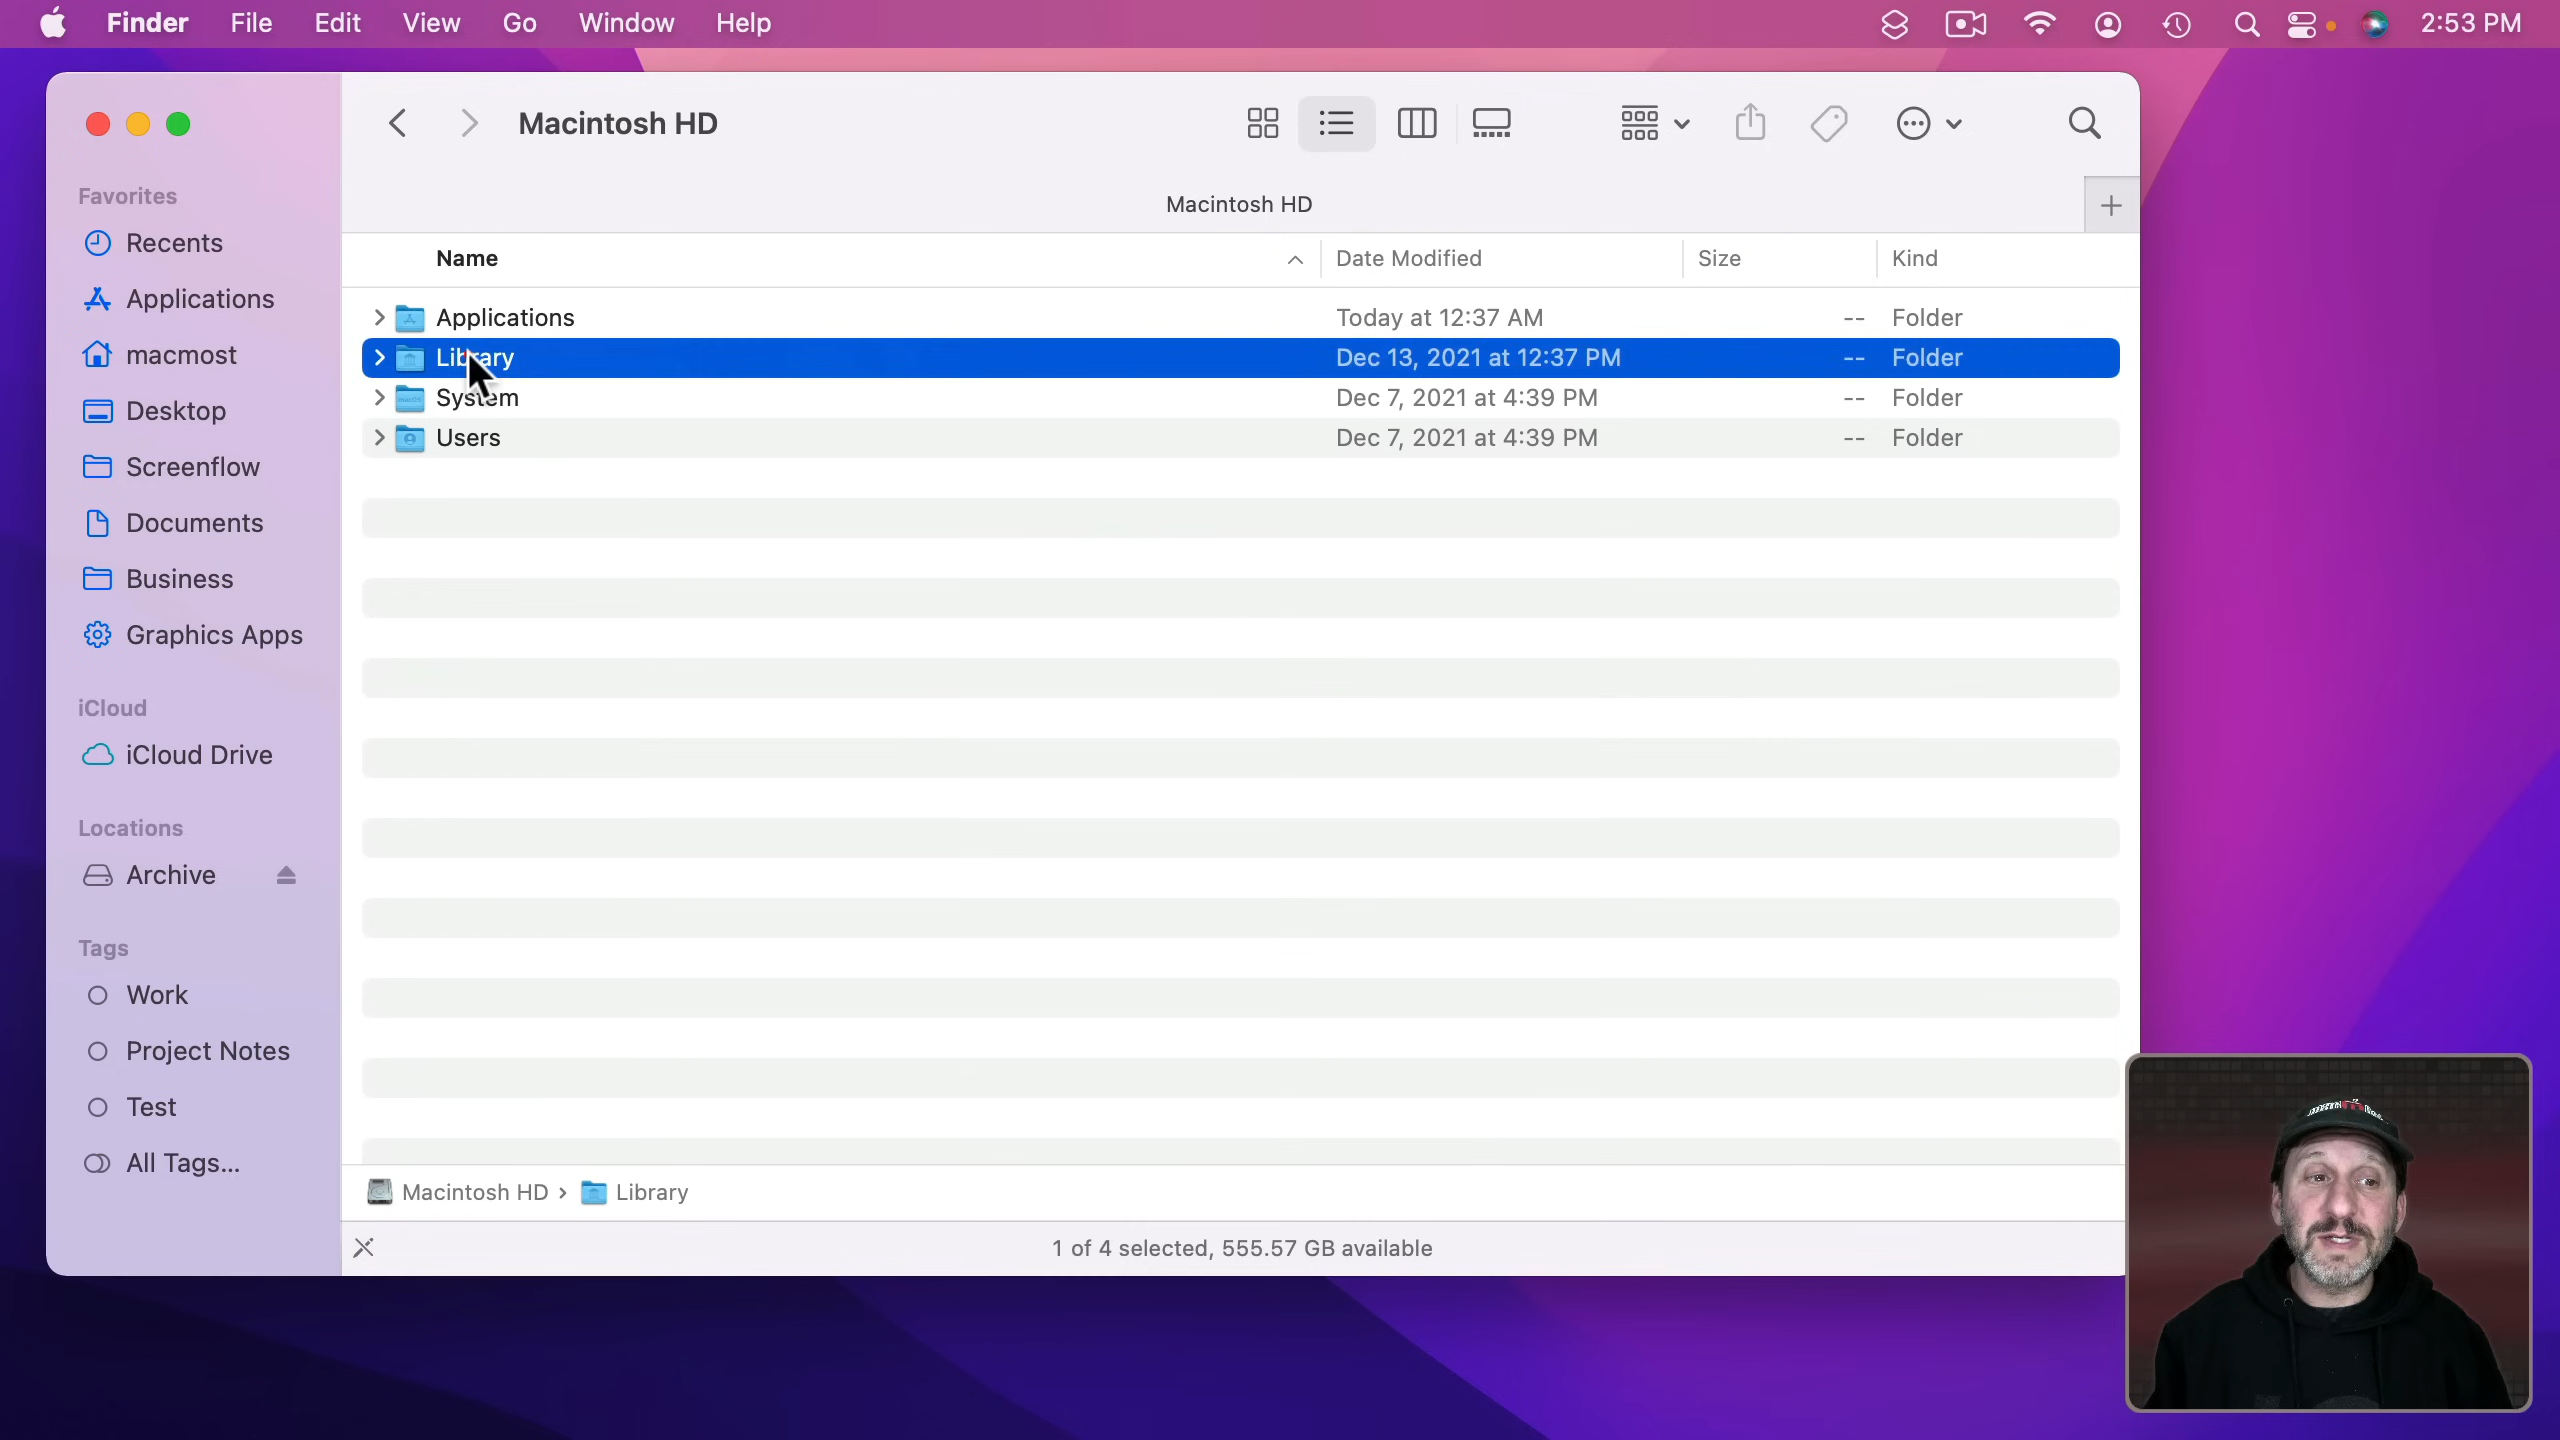 Finder File Edit View Go Window Help 2:53 PM
Macintosh HD
Macintosh HD
Favorites
Recents
Applications
macmost
Desktop
Screenflow
Documents
Business
Graphics Apps
iCloud
iCloud Drive
Locations
Archive
Tags
Work
Project Notes
Test
All Tags...
Name Date Modified Size Kind
Applications Today at 12:37 AM -- Folder
Library Dec 13, 2021 at 12:37 PM -- Folder
System Dec 7, 2021 at 4:39 PM -- Folder
Users Dec 7, 2021 at 4:39 PM -- Folder
Macintosh HD › Library
1 of 4 selected, 555.57 GB available